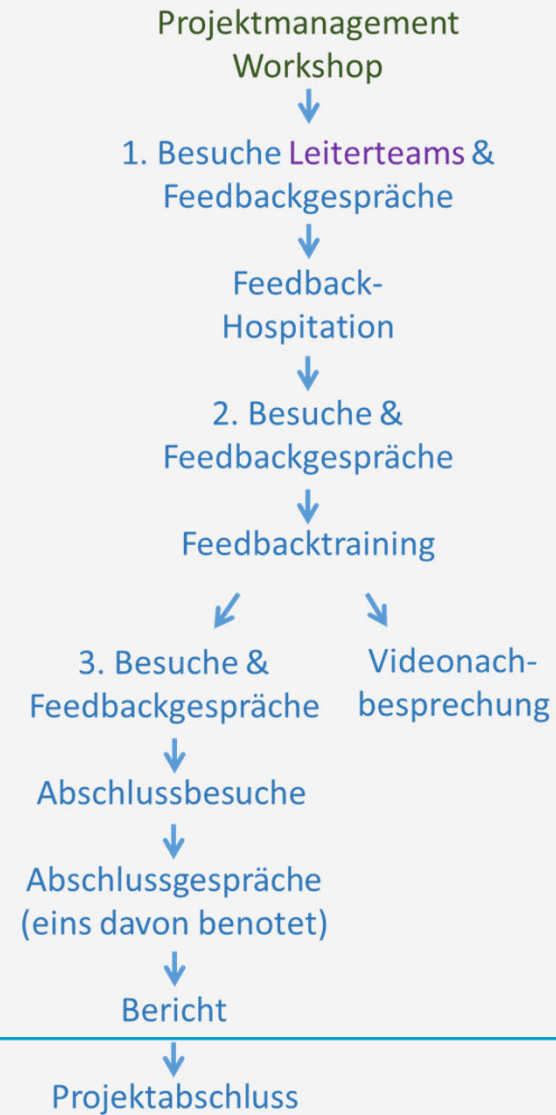 Projektmanagement
Workshop
1. Besuche Leiterteams &
Feedbackgespräche
Feedback-
Hospitation
2. Besuche &
Feedbackgespräche
Feedbacktraining
3. Besuche &
Feedbackgespräche
Videonach-
besprechung
Abschlussbesuche
Abschlussgespräche
(eins davon benotet)
Bericht
Projektabschluss